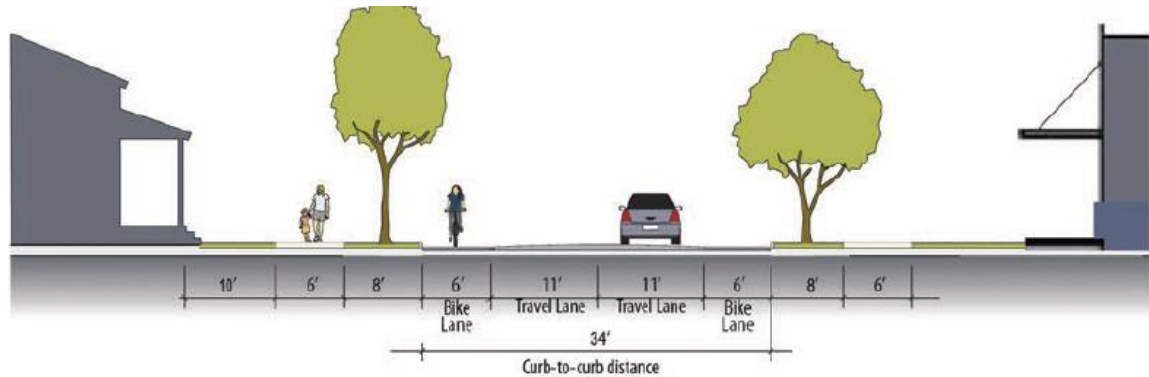 10′ 6′ 8′ 6′ 11′ 11′ 6′ 8′ 6′
Bike Travel Lane Travel Lane Bike
Lane Lane
34′
Curb-to-curb distance